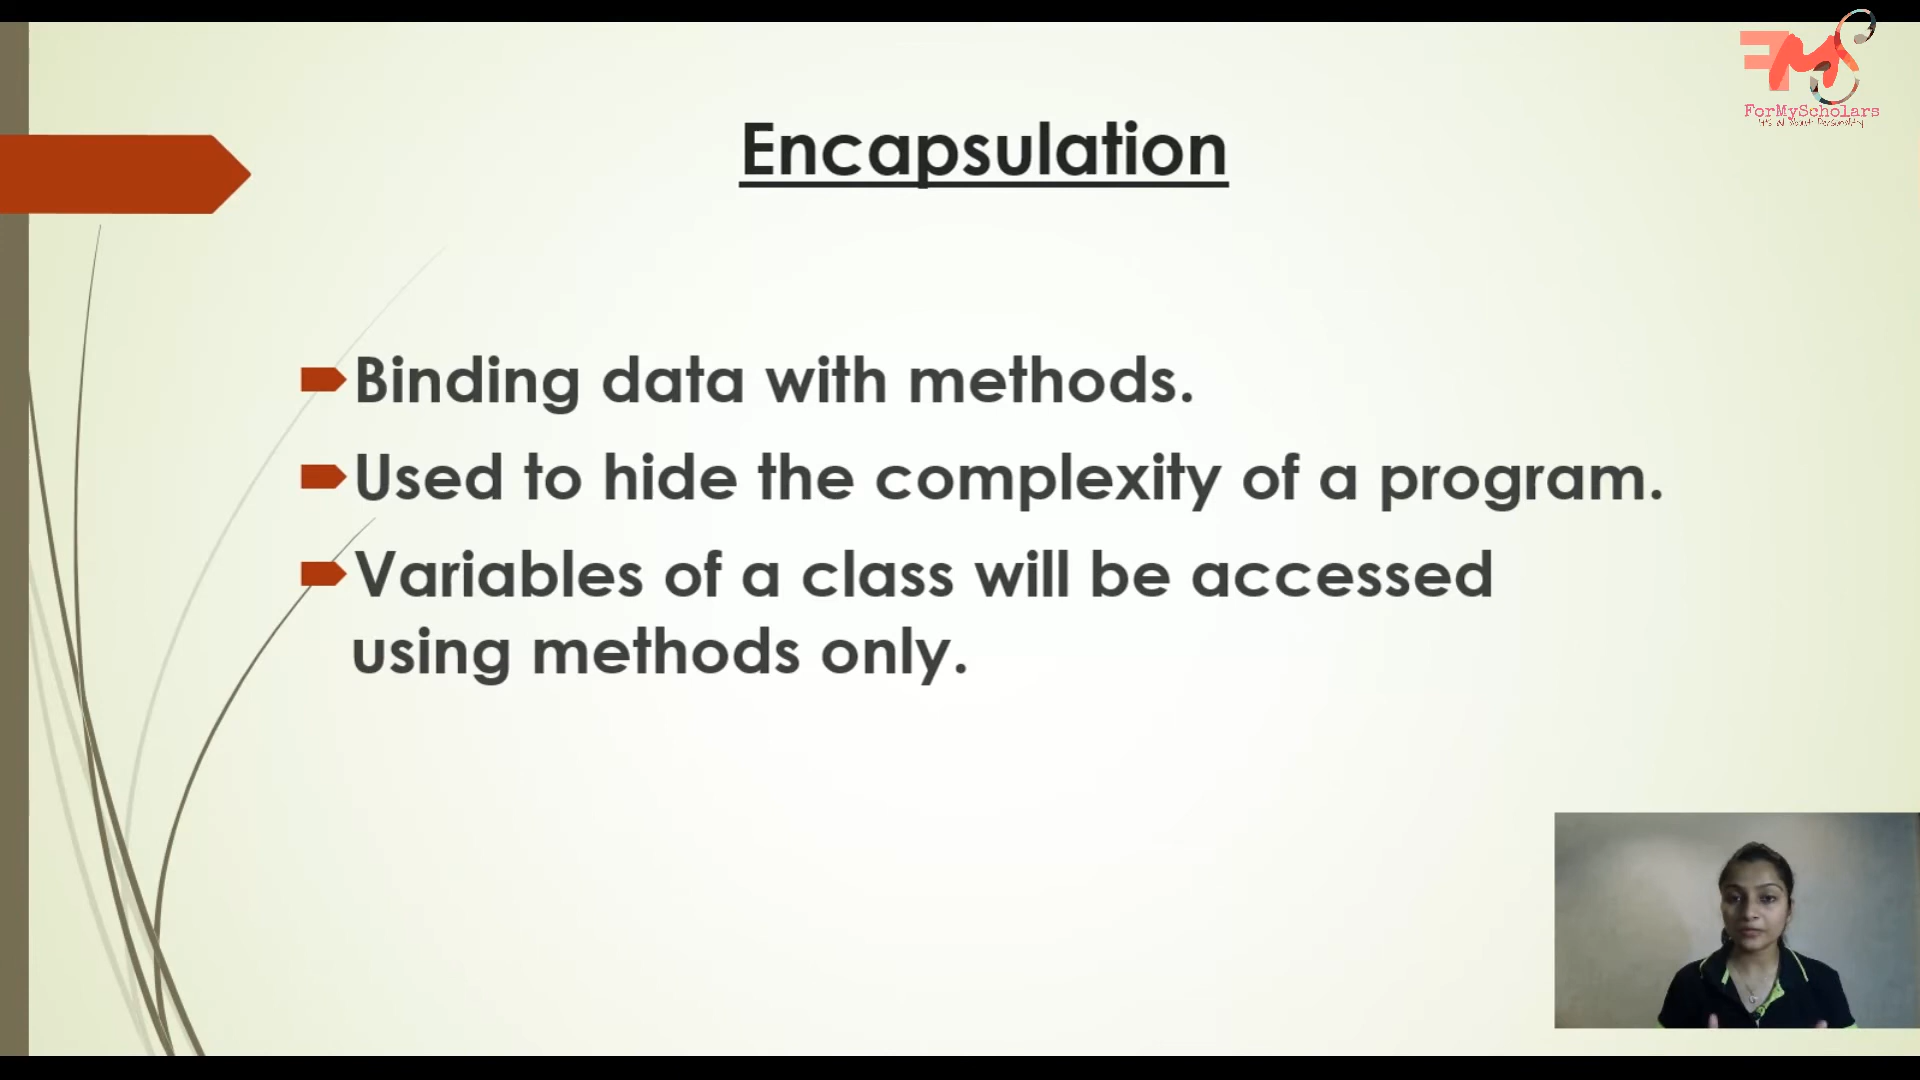 FMS
ForMyScholars
Encapsulation
Binding data with methods.
Used to hide the complexity of a program.
Variables of a class will be accessed
using methods only.